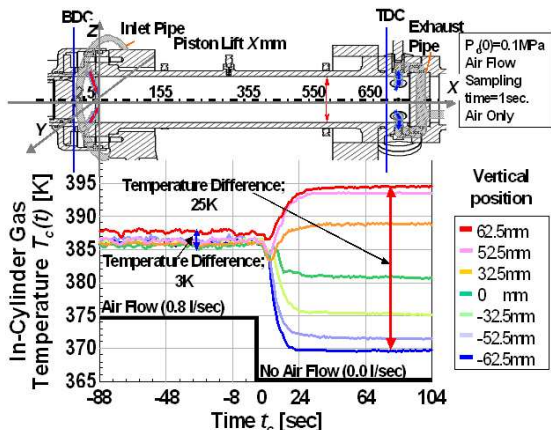 BDC
Z
Inlet Pipe
Piston Lift X mm
TDC
Exhaust
Pipe
P₀(0)=0.1MPa
Air Flow
Sampling
time=1sec.
Air Only
155
355
550
650
X
Y
In-Cylinder Gas
Temperature Tc(t) [K]
395
390
385
380
375
370
365
Temperature Difference;
25K
Temperature Difference;
3K
Air Flow (0.8 l/sec)
No Air Flow (0.0 l/sec)
-88
-48
-8
0
24
64
104
Time tc [sec]
Vertical
position
62.5mm
52.5mm
32.5mm
0 mm
-32.5mm
-52.5mm
-62.5mm